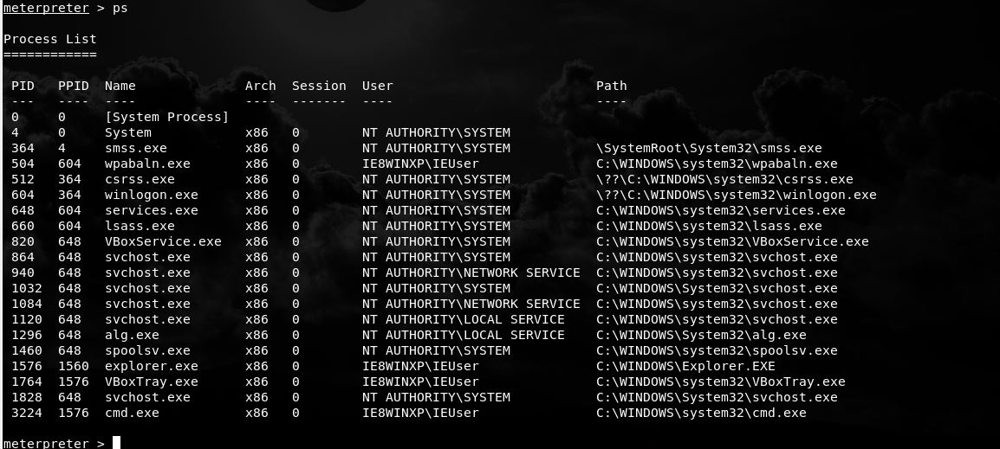 meterpreter > ps
Process List
============
PID PPID Name Arch Session User Path
--- ---- ---- ---- ------- ---- ----
0 0 [System Process]
4 0 System x86 0 NT AUTHORITY\SYSTEM
364 4 smss.exe x86 0 NT AUTHORITY\SYSTEM \SystemRoot\System32\smss.exe
504 604 wpabaln.exe x86 0 IE8WINXP\IEUser C:\WINDOWS\system32\wpabaln.exe
512 364 csrss.exe x86 0 NT AUTHORITY\SYSTEM \??\C:\WINDOWS\system32\csrss.exe
604 364 winlogon.exe x86 0 NT AUTHORITY\SYSTEM \??\C:\WINDOWS\system32\winlogon.exe
648 604 services.exe x86 0 NT AUTHORITY\SYSTEM C:\WINDOWS\system32\services.exe
660 604 lsass.exe x86 0 NT AUTHORITY\SYSTEM C:\WINDOWS\system32\lsass.exe
820 648 VBoxService.exe x86 0 NT AUTHORITY\SYSTEM C:\WINDOWS\system32\VBoxService.exe
864 648 svchost.exe x86 0 NT AUTHORITY\SYSTEM C:\WINDOWS\system32\svchost.exe
940 648 svchost.exe x86 0 NT AUTHORITY\NETWORK SERVICE C:\WINDOWS\system32\svchost.exe
1032 648 svchost.exe x86 0 NT AUTHORITY\SYSTEM C:\WINDOWS\System32\svchost.exe
1084 648 svchost.exe x86 0 NT AUTHORITY\NETWORK SERVICE C:\WINDOWS\system32\svchost.exe
1120 648 svchost.exe x86 0 NT AUTHORITY\LOCAL SERVICE C:\WINDOWS\system32\svchost.exe
1296 648 alg.exe x86 0 NT AUTHORITY\LOCAL SERVICE C:\WINDOWS\System32\alg.exe
1460 648 spoolsv.exe x86 0 NT AUTHORITY\SYSTEM C:\WINDOWS\system32\spoolsv.exe
1576 1560 explorer.exe x86 0 IE8WINXP\IEUser C:\WINDOWS\Explorer.EXE
1764 1576 VBoxTray.exe x86 0 IE8WINXP\IEUser C:\WINDOWS\system32\VBoxTray.exe
1828 648 svchost.exe x86 0 NT AUTHORITY\SYSTEM C:\WINDOWS\System32\svchost.exe
3224 1576 cmd.exe x86 0 IE8WINXP\IEUser C:\WINDOWS\system32\cmd.exe
meterpreter >